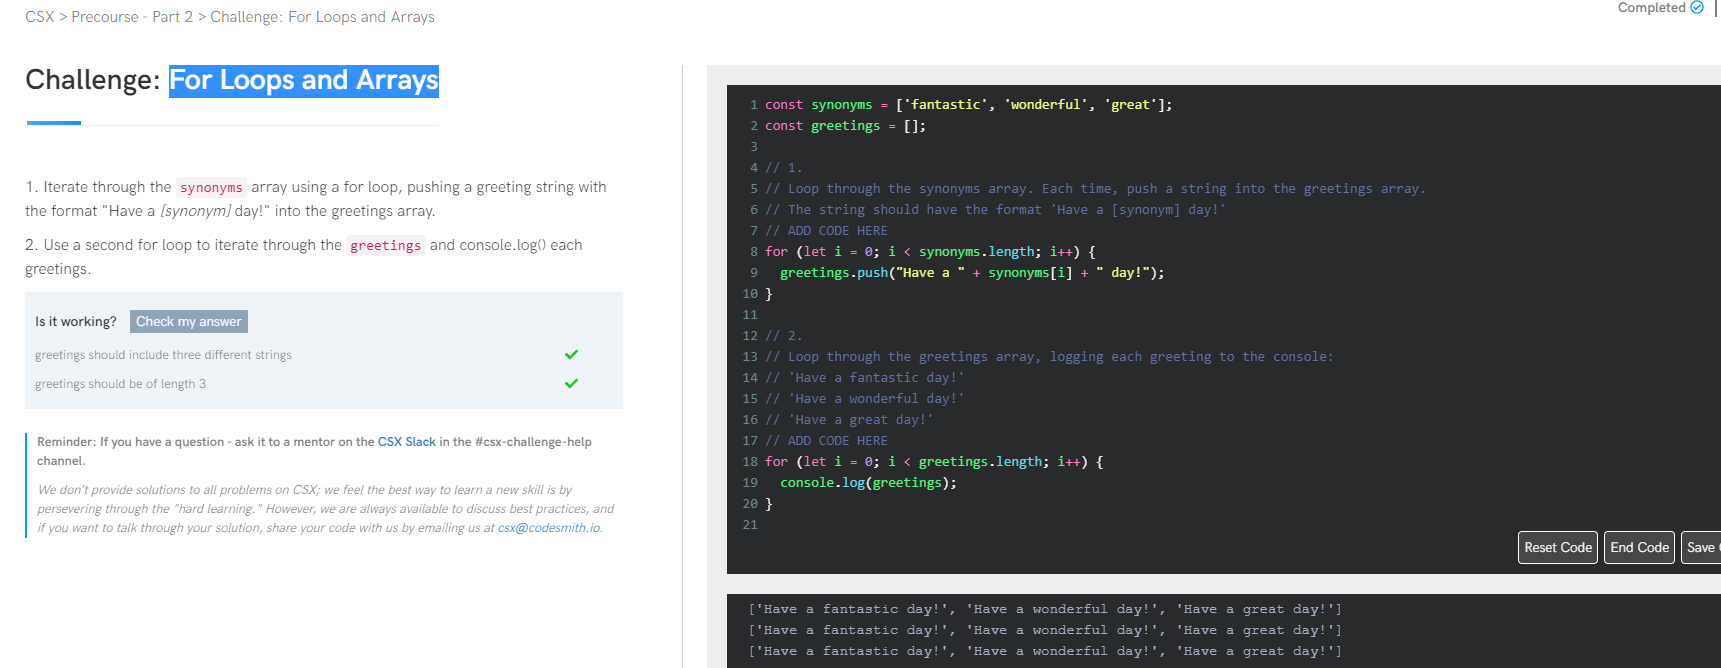 CSX > Precourse - Part 2 > Challenge: For Loops and Arrays
Completed
Challenge: For Loops and Arrays
1. Iterate through the synonyms array using a for loop, pushing a greeting string with
the format "Have a [synonym] day!" into the greetings array.
2. Use a second for loop to iterate through the greetings and console.log() each
greetings.
Is it working? Check my answer
greetings should include three different strings
greetings should be of length 3
Reminder: If you have a question - ask it to a mentor on the CSX Slack in the #csx-challenge-help
channel.
We don't provide solutions to all problems on CSX; we feel the best way to learn a new skill is by
persevering through the "hard learning." However, we are always available to discuss best practices, and
if you want to talk through your solution, share your code with us by emailing us at csx@codesmith.io.
1 const synonyms = ['fantastic', 'wonderful', 'great'];
2 const greetings = [];
3
4 // 1.
5 // Loop through the synonyms array. Each time, push a string into the greetings array.
6 // The string should have the format 'Have a [synonym] day!'
7 // ADD CODE HERE
8 for (let i = 0; i < synonyms.length; i++) {
9   greetings.push("Have a " + synonyms[i] + " day!");
10 }
11
12 // 2.
13 // Loop through the greetings array, logging each greeting to the console:
14 // 'Have a fantastic day!'
15 // 'Have a wonderful day!'
16 // 'Have a great day!'
17 // ADD CODE HERE
18 for (let i = 0; i < greetings.length; i++) {
19   console.log(greetings);
20 }
21
Reset Code End Code Save
['Have a fantastic day!', 'Have a wonderful day!', 'Have a great day!']
['Have a fantastic day!', 'Have a wonderful day!', 'Have a great day!']
['Have a fantastic day!', 'Have a wonderful day!', 'Have a great day!']